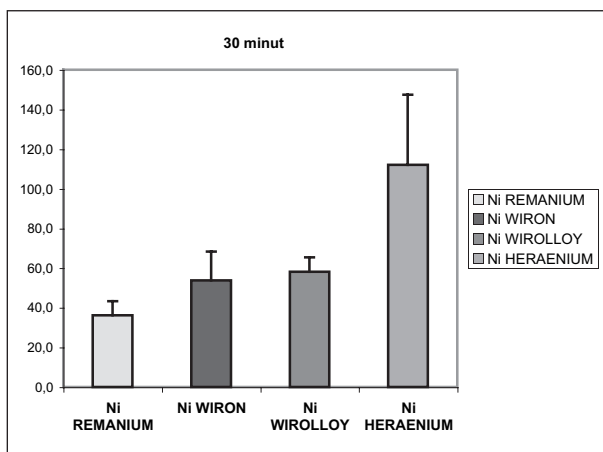 30 minut
160,0
140,0
120,0
100,0
80,0
60,0
40,0
20,0
0,0
Ni
REMANIUM
Ni WIRON
Ni
WIROLLOY
Ni
HERAENIUM
Ni REMANIUM
Ni WIRON
Ni WIROLLOY
Ni HERAENIUM